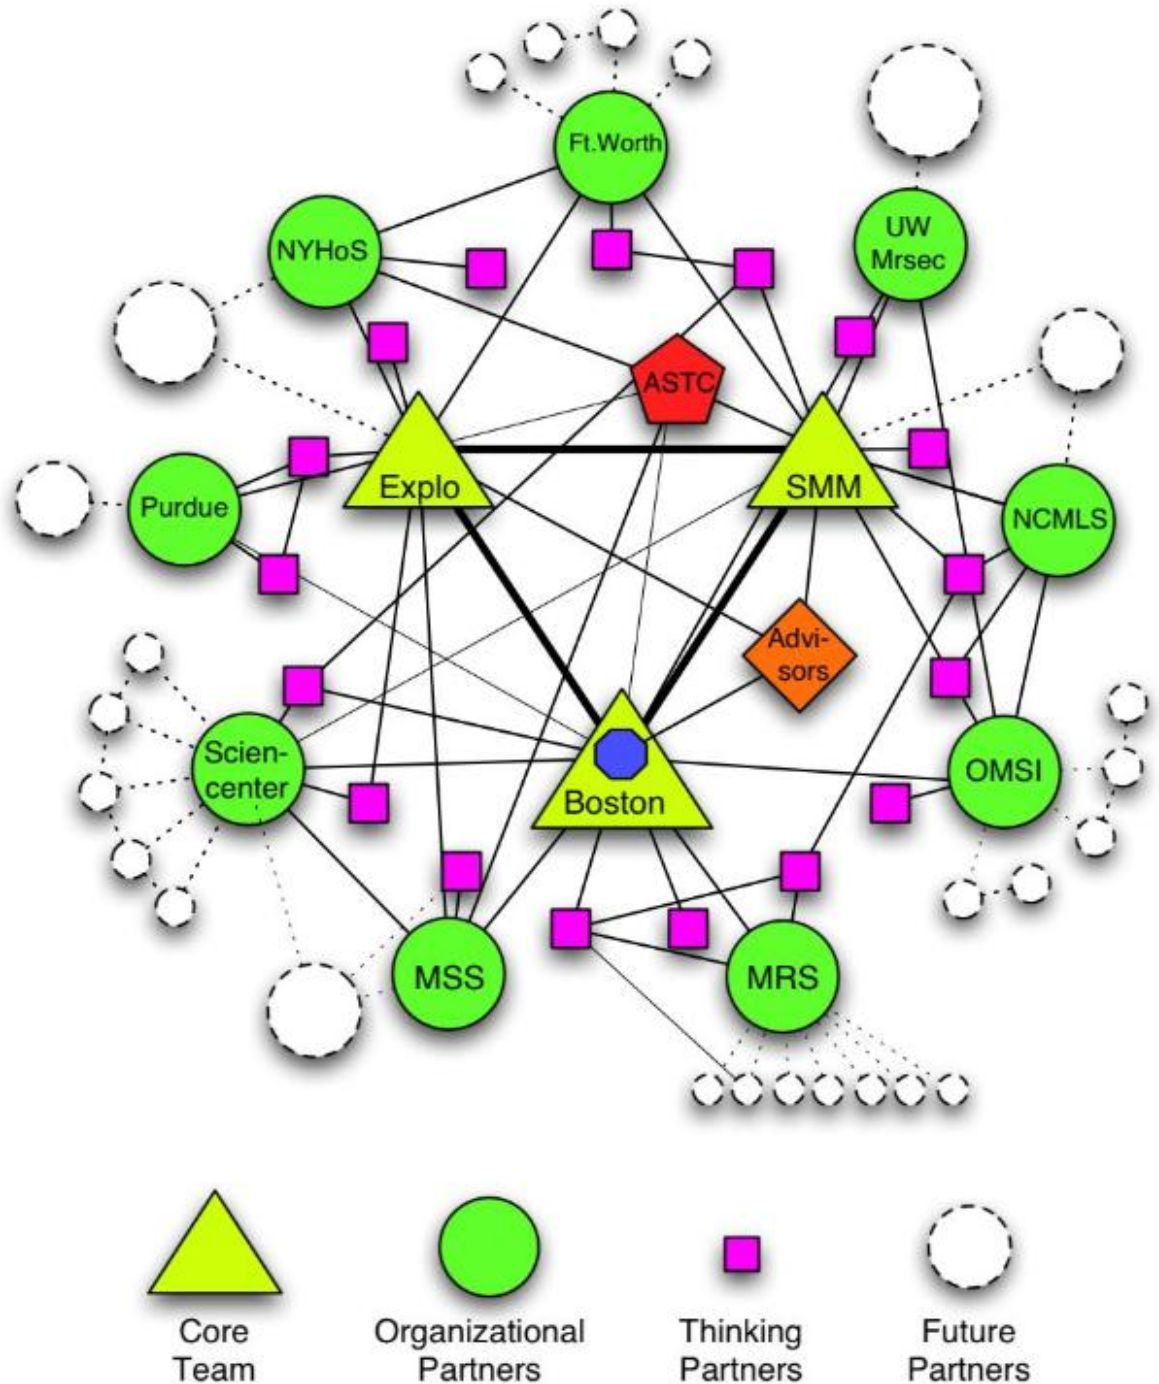 Ft.Worth
UW
Mrsec
NYHoS
ASTC
Explo
SMM
Purdue
NCMLS
Advi-
sors
Scien-
center
OMSI
Boston
MSS
MRS
Core
Team
Organizational
Partners
Thinking
Partners
Future
Partners